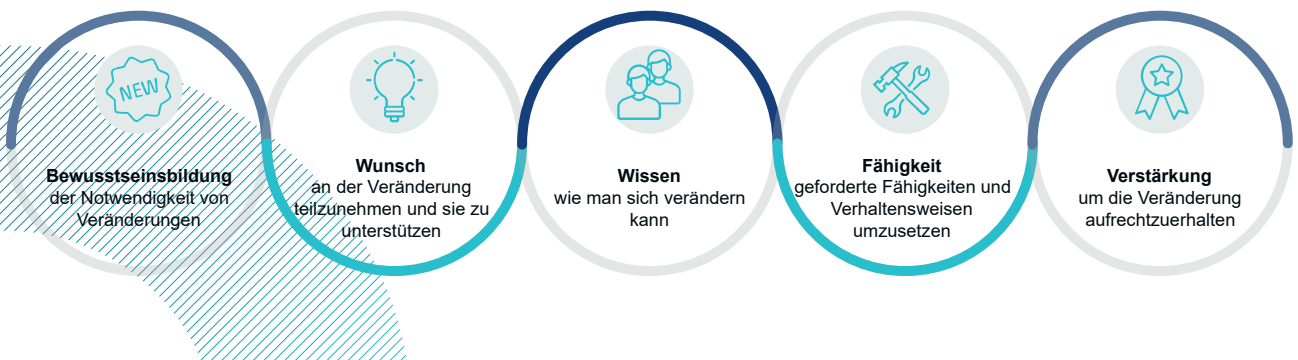 NEW
Bewusstseinsbildung
der Notwendigkeit von
Veränderungen
Wunsch
an der Veränderung
teilzunehmen und sie zu
unterstützen
Wissen
wie man sich verändern
kann
Fähigkeit
geforderte Fähigkeiten und
Verhaltensweisen
umzusetzen
Verstärkung
um die Veränderung
aufrechtzuerhalten